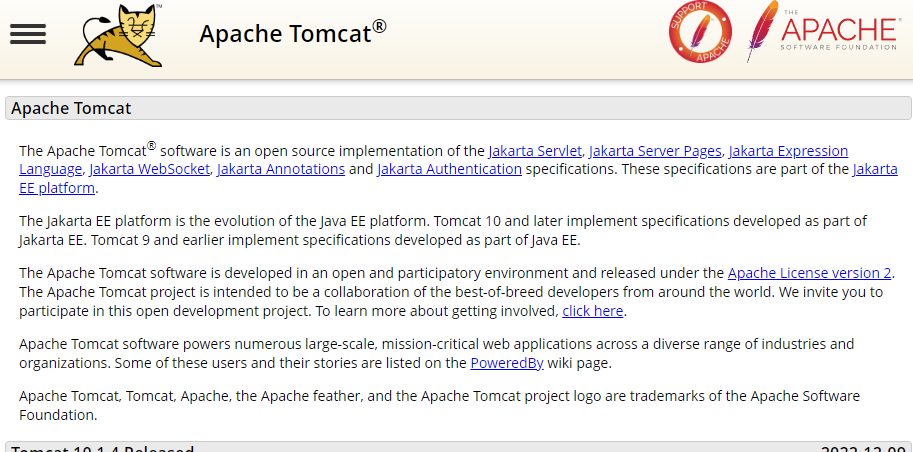 TM
Apache Tomcat®
SUPPORT
APACHE
THE
APACHE®
SOFTWARE FOUNDATION
Apache Tomcat
The Apache Tomcat® software is an open source implementation of the Jakarta Servlet, Jakarta Server Pages, Jakarta Expression
Language, Jakarta WebSocket, Jakarta Annotations and Jakarta Authentication specifications. These specifications are part of the Jakarta
EE platform.
The Jakarta EE platform is the evolution of the Java EE platform. Tomcat 10 and later implement specifications developed as part of
Jakarta EE. Tomcat 9 and earlier implement specifications developed as part of Java EE.
The Apache Tomcat software is developed in an open and participatory environment and released under the Apache License version 2.
The Apache Tomcat project is intended to be a collaboration of the best-of-breed developers from around the world. We invite you to
participate in this open development project. To learn more about getting involved, click here.
Apache Tomcat software powers numerous large-scale, mission-critical web applications across a diverse range of industries and
organizations. Some of these users and their stories are listed on the PoweredBy wiki page.
Apache Tomcat, Tomcat, Apache, the Apache feather, and the Apache Tomcat project logo are trademarks of the Apache Software
Foundation.
Tomcat 10.1.4 Released 2022-12-09